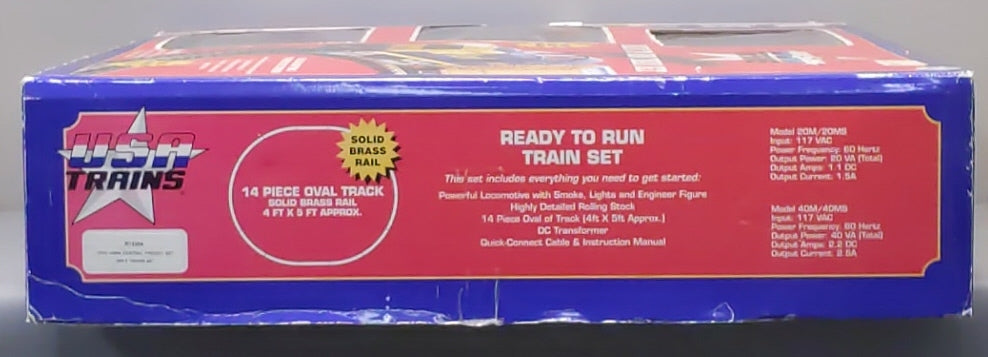 USA
TRAINS
SOLID
BRASS
RAIL
14 PIECE OVAL TRACK
SOLID BRASS RAIL
4 FT X 5 FT APPROX.
READY TO RUN
TRAIN SET
This set includes everything you need to get started:
Powerful Locomotive with Smoke, Lights and Engineer Figure
Highly Detailed Rolling Stock
14 Piece Oval of Track (4ft X 5ft Approx.)
DC Transformer
Quick-Connect Cable & Instruction Manual
Model 20M/20MS
Input: 117 VAC
Power Frequency: 60 Hertz
Output Power: 20 VA (Total)
Output Amps: 1.1 DC
Output Current: 1.5A
Model 40M/40MS
Input: 117 VAC
Power Frequency: 60 Hertz
Output Power: 40 VA (Total)
Output Amps: 2.2 DC
Output Current: